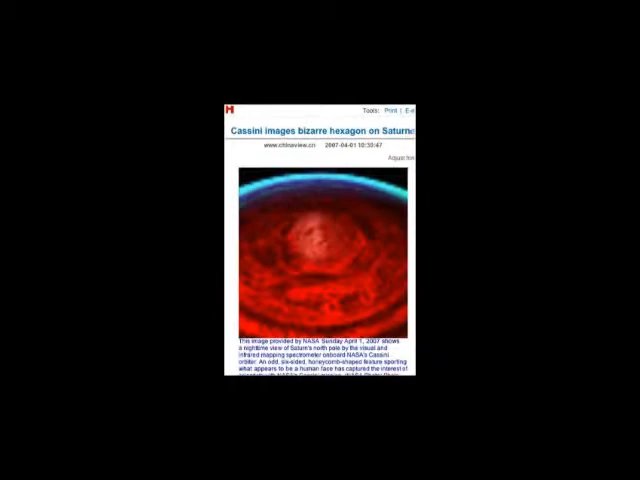 H
Tools: Print | E-
Cassini images bizarre hexagon on Saturn
www.chinaview.cn 2007-04-01 10:30:47
Adjust fon
This image provided by NASA Sunday April 1, 2007 shows
a nighttime view of Saturn's north pole by the visual and
infrared mapping spectrometer onboard NASA's Cassini
orbiter. An odd, six-sided, honeycomb-shaped feature sporting
what appears to be a human face has captured the interest of